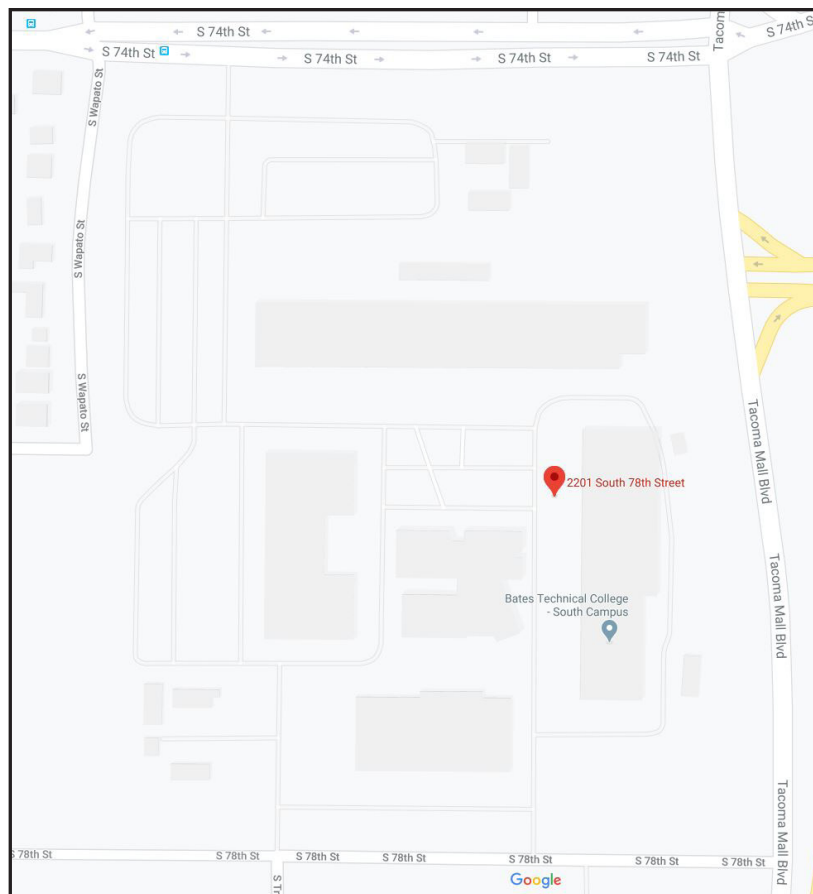 S 74th St
Tacom
S 74th S
S 74th St
S 74th St
S 74th St
S Wapato St
S Wapato St
S Wapato St
Tacoma Mall Blvd
2201 South 78th Street
Tacoma Mall Blvd
Bates Technical College
- South Campus
Tacoma Mall Blvd
S 78th St
S 78th St
S 78th St
S 78th St
S 78th St
S 78th St
S 78th St
S Tr
Google